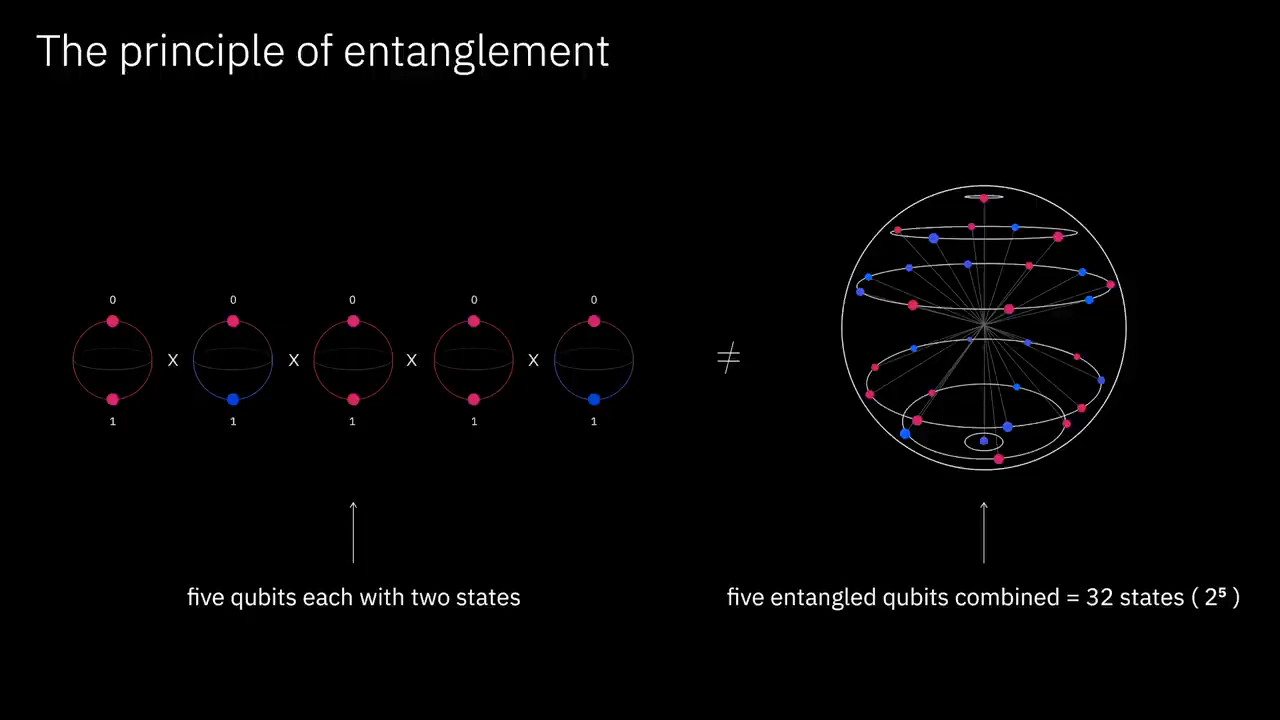 The principle of entanglement
0 0 0 0 0
X X X X ≠
1 1 1 1 1
five qubits each with two states
five entangled qubits combined = 32 states ( 2⁵ )